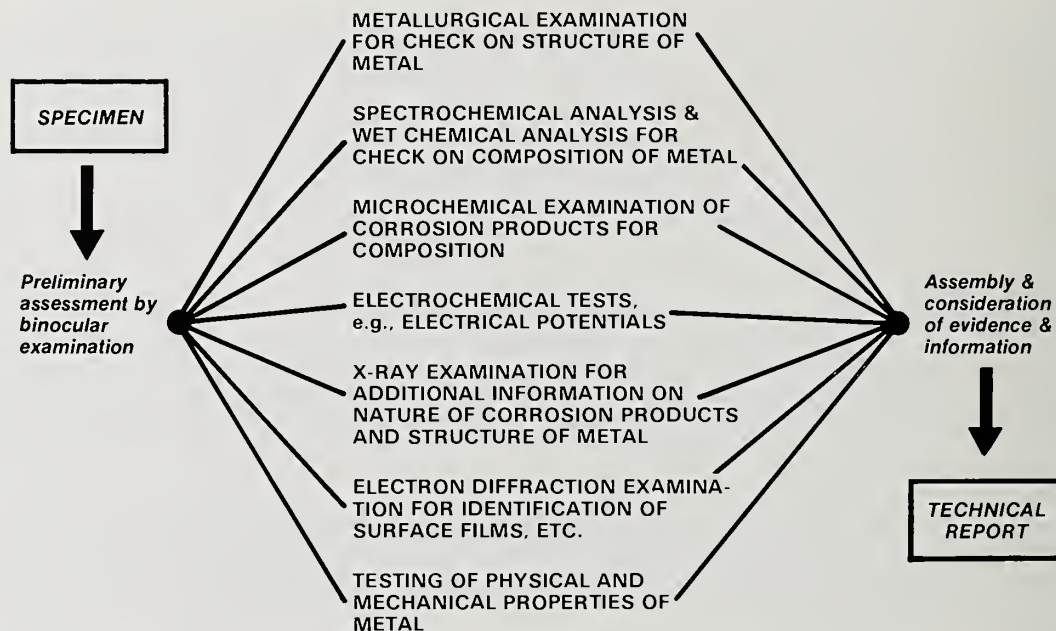 SPECIMEN
Preliminary
assessment by
binocular
examination
METALLURGICAL EXAMINATION
FOR CHECK ON STRUCTURE OF
METAL
SPECTROCHEMICAL ANALYSIS &
WET CHEMICAL ANALYSIS FOR
CHECK ON COMPOSITION OF METAL
MICROCHEMICAL EXAMINATION OF
CORROSION PRODUCTS FOR
COMPOSITION
ELECTROCHEMICAL TESTS,
e.g., ELECTRICAL POTENTIALS
X-RAY EXAMINATION FOR
ADDITIONAL INFORMATION ON
NATURE OF CORROSION PRODUCTS
AND STRUCTURE OF METAL
ELECTRON DIFFRACTION EXAMINA-
TION FOR IDENTIFICATION OF
SURFACE FILMS, ETC.
TESTING OF PHYSICAL AND
MECHANICAL PROPERTIES OF
METAL
Assembly &
consideration
of evidence &
information
TECHNICAL
REPORT